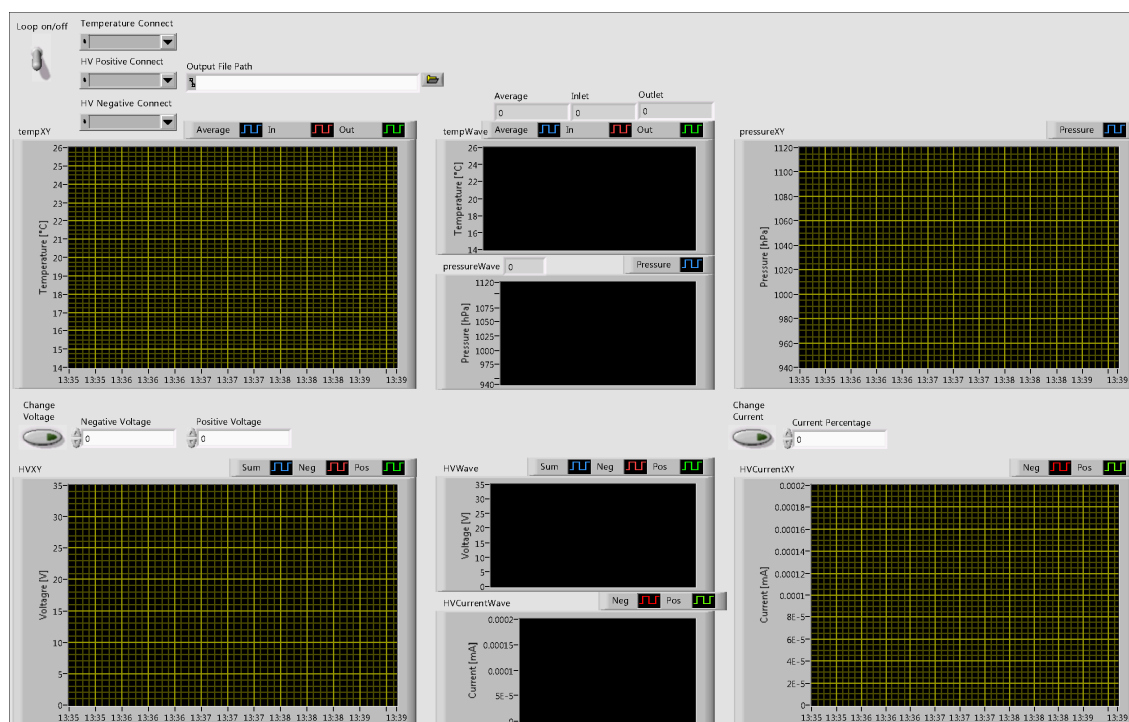 Loop on/off
Temperature Connect
HV Positive Connect
Output File Path
HV Negative Connect
Average Inlet Outlet
0 0 0
tempXY Average In Out
26
25
24
23
22
21
20
19
18
17
16
15
14
Temperature [°C]
13:35 13:35 13:36 13:36 13:36 13:37 13:37 13:37 13:38 13:38 13:38 13:39 13:39
tempWave Average In Out
26
24
22
20
18
16
14
Temperature [°C]
pressureWave 0 Pressure
1120
1075
1050
1025
1000
975
940
Pressure [hPa]
pressureXY Pressure
1120
1100
1080
1060
1040
1020
1000
980
960
940
Pressure [hPa]
13:35 13:35 13:36 13:36 13:36 13:37 13:37 13:37 13:38 13:38 13:38 13:39 13:39
Change
Voltage
Negative Voltage
0
Positive Voltage
0
Change
Current
Current Percentage
0
HVXY Sum Neg Pos
35
30
25
20
15
10
5
0
Voltagre [V]
13:35 13:35 13:36 13:36 13:36 13:37 13:37 13:37 13:38 13:38 13:38 13:39 13:39
HVWave Sum Neg Pos
35
30
25
20
15
10
5
0
Voltage [V]
HVCurrentWave Neg Pos
0.0002
0.00015
0.0001
5E-5
0
Current [mA]
HVCurrentXY Neg Pos
0.0002
0.00018
0.00016
0.00014
0.00012
0.0001
8E-5
6E-5
4E-5
2E-5
0
Current [mA]
13:35 13:35 13:36 13:36 13:36 13:37 13:37 13:37 13:38 13:38 13:38 13:39 13:39